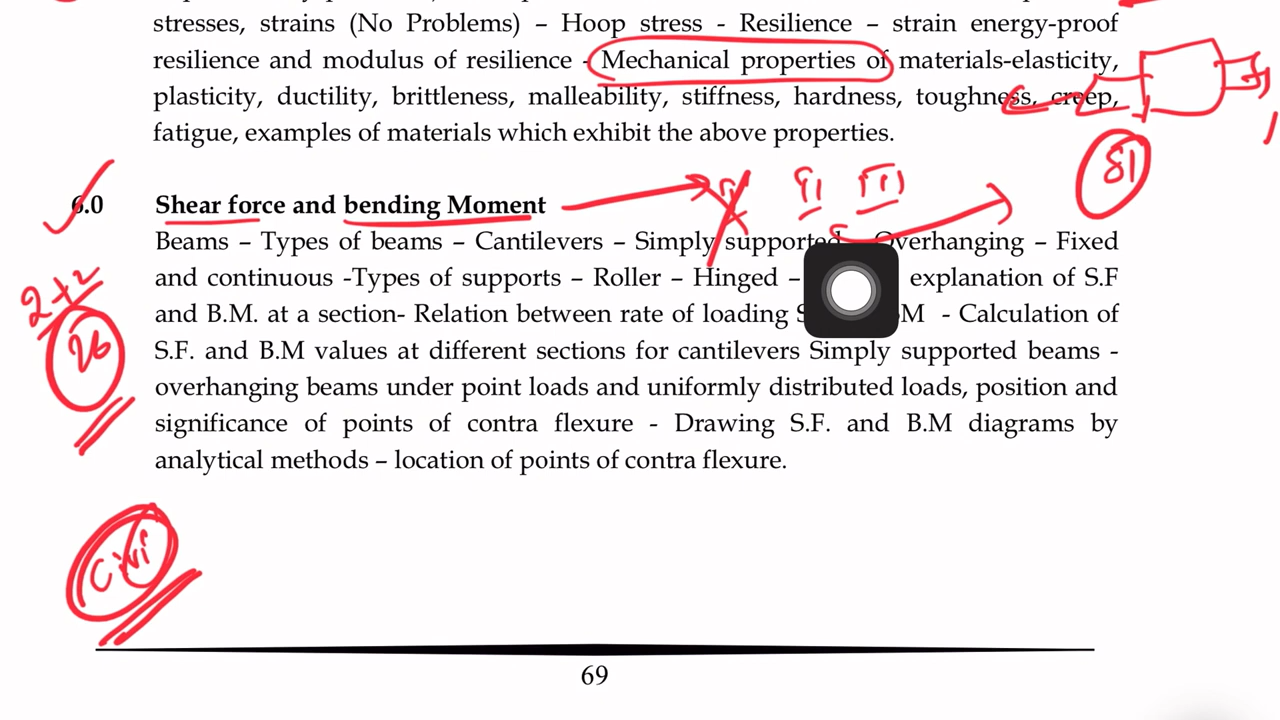 stresses, strains (No Problems) – Hoop stress - Resilience – strain energy-proof
resilience and modulus of resilience - Mechanical properties of materials-elasticity,
plasticity, ductility, brittleness, malleability, stiffness, hardness, toughness, creep,
fatigue, examples of materials which exhibit the above properties.
81
6.0 Shear force and bending Moment
Beams – Types of beams – Cantilevers – Simply supported – Overhanging – Fixed
and continuous -Types of supports – Roller – Hinged – explanation of S.F
2+2
and B.M. at a section- Relation between rate of loading S M - Calculation of
26
S.F. and B.M values at different sections for cantilevers Simply supported beams -
overhanging beams under point loads and uniformly distributed loads, position and
significance of points of contra flexure - Drawing S.F. and B.M diagrams by
analytical methods – location of points of contra flexure.
Civil
69